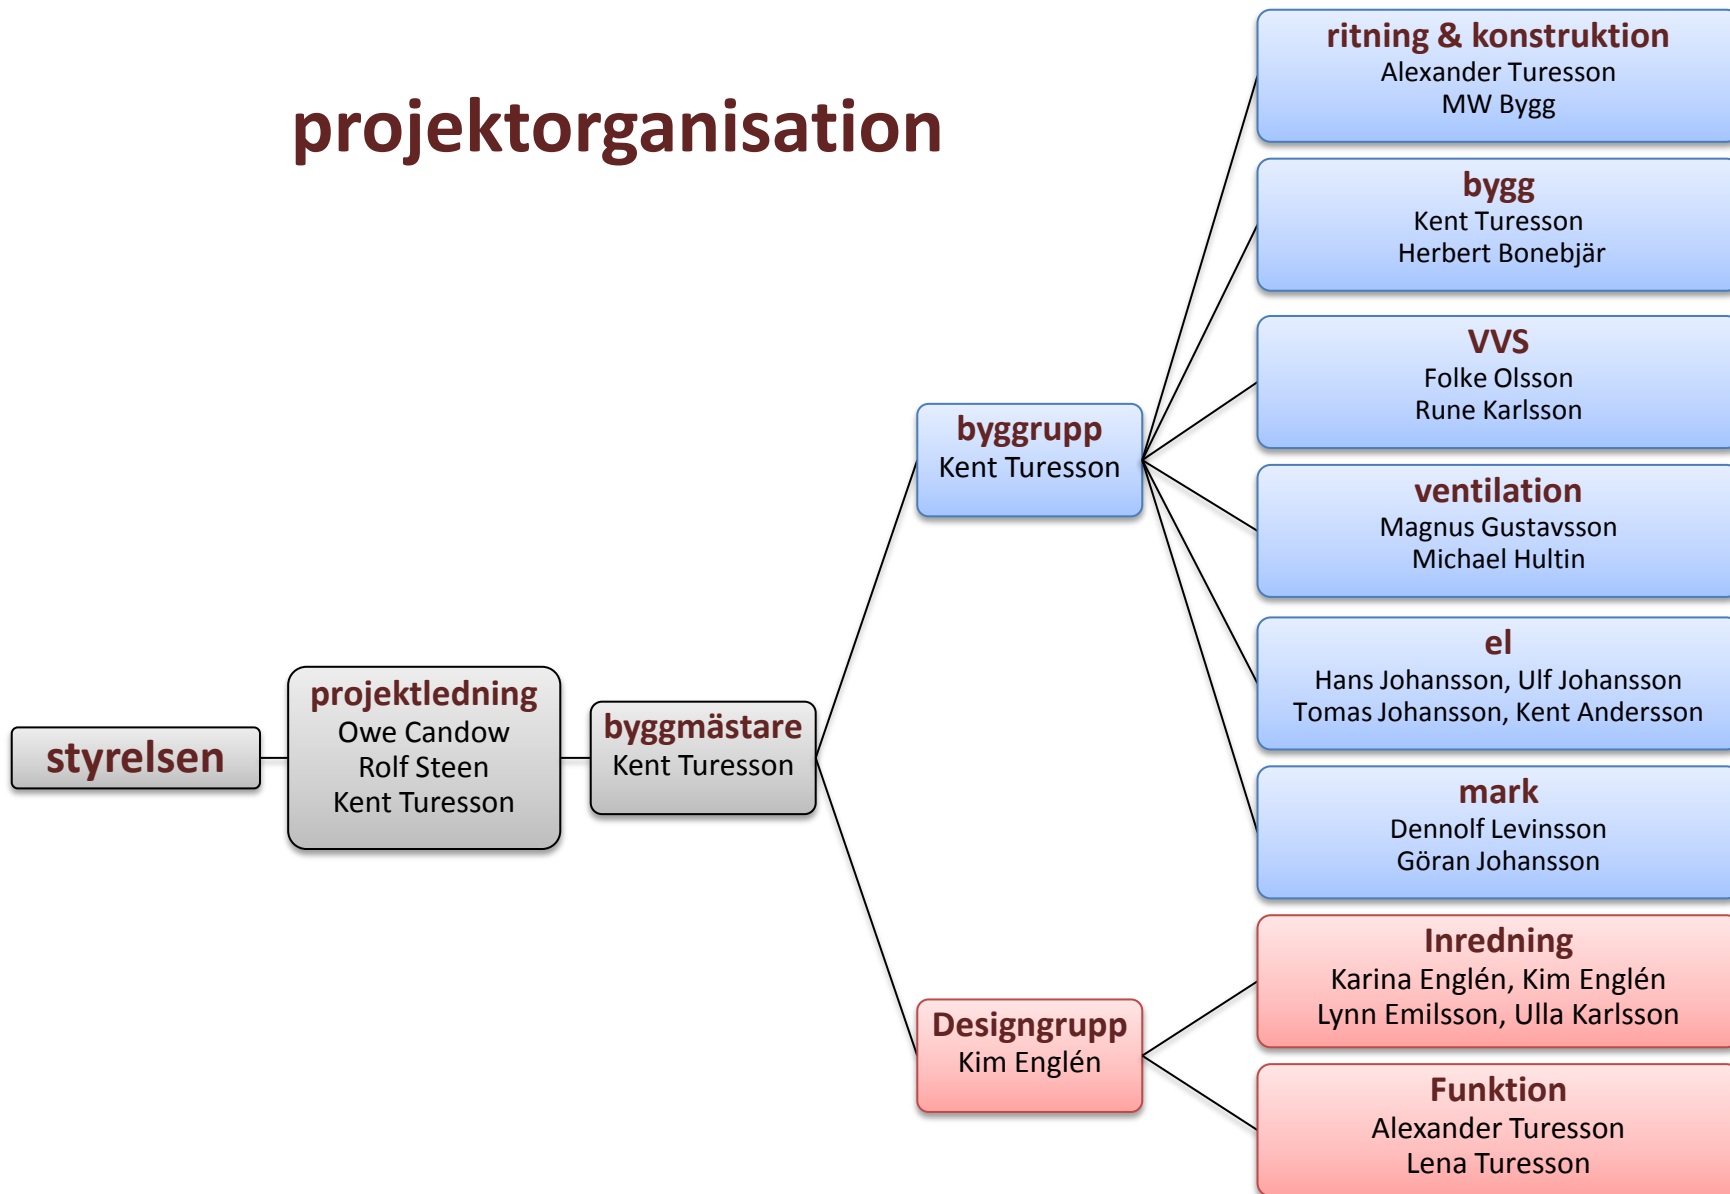 projektorganisation
styrelsen
projektledning
Owe Candow
Rolf Steen
Kent Turesson
byggmästare
Kent Turesson
byggrupp
Kent Turesson
ritning & konstruktion
Alexander Turesson
MW Bygg
bygg
Kent Turesson
Herbert Bonebjär
VVS
Folke Olsson
Rune Karlsson
ventilation
Magnus Gustavsson
Michael Hultin
el
Hans Johansson, Ulf Johansson
Tomas Johansson, Kent Andersson
mark
Dennolf Levinsson
Göran Johansson
Designgrupp
Kim Englén
Inredning
Karina Englén, Kim Englén
Lynn Emilsson, Ulla Karlsson
Funktion
Alexander Turesson
Lena Turesson